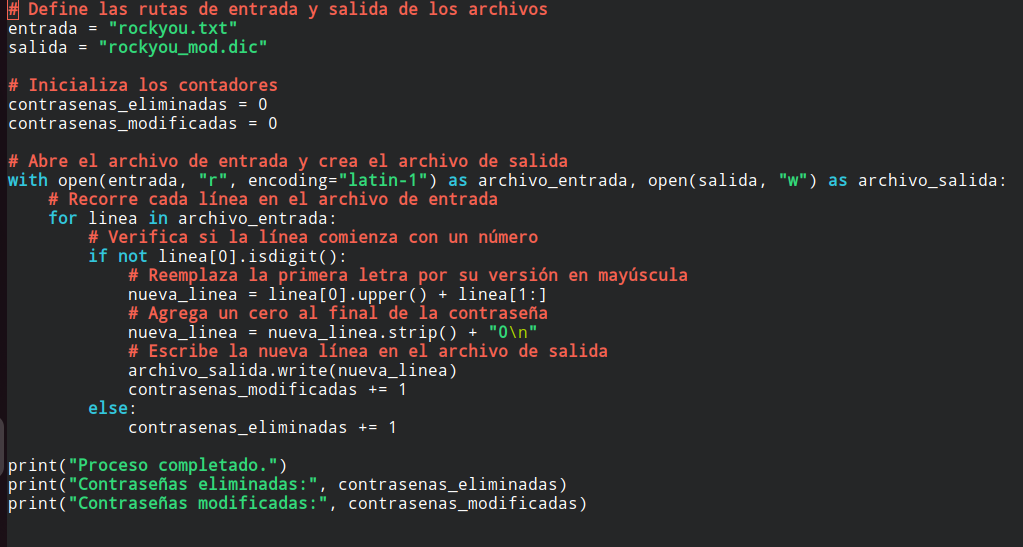 # Define las rutas de entrada y salida de los archivos
entrada = "rockyou.txt"
salida = "rockyou_mod.dic"

# Inicializa los contadores
contrasenas_eliminadas = 0
contrasenas_modificadas = 0

# Abre el archivo de entrada y crea el archivo de salida
with open(entrada, "r", encoding="latin-1") as archivo_entrada, open(salida, "w") as archivo_salida:
    # Recorre cada línea en el archivo de entrada
    for linea in archivo_entrada:
        # Verifica si la línea comienza con un número
        if not linea[0].isdigit():
            # Reemplaza la primera letra por su versión en mayúscula
            nueva_linea = linea[0].upper() + linea[1:]
            # Agrega un cero al final de la contraseña
            nueva_linea = nueva_linea.strip() + "0\n"
            # Escribe la nueva línea en el archivo de salida
            archivo_salida.write(nueva_linea)
            contrasenas_modificadas += 1
        else:
            contrasenas_eliminadas += 1

print("Proceso completado.")
print("Contraseñas eliminadas:", contrasenas_eliminadas)
print("Contraseñas modificadas:", contrasenas_modificadas)